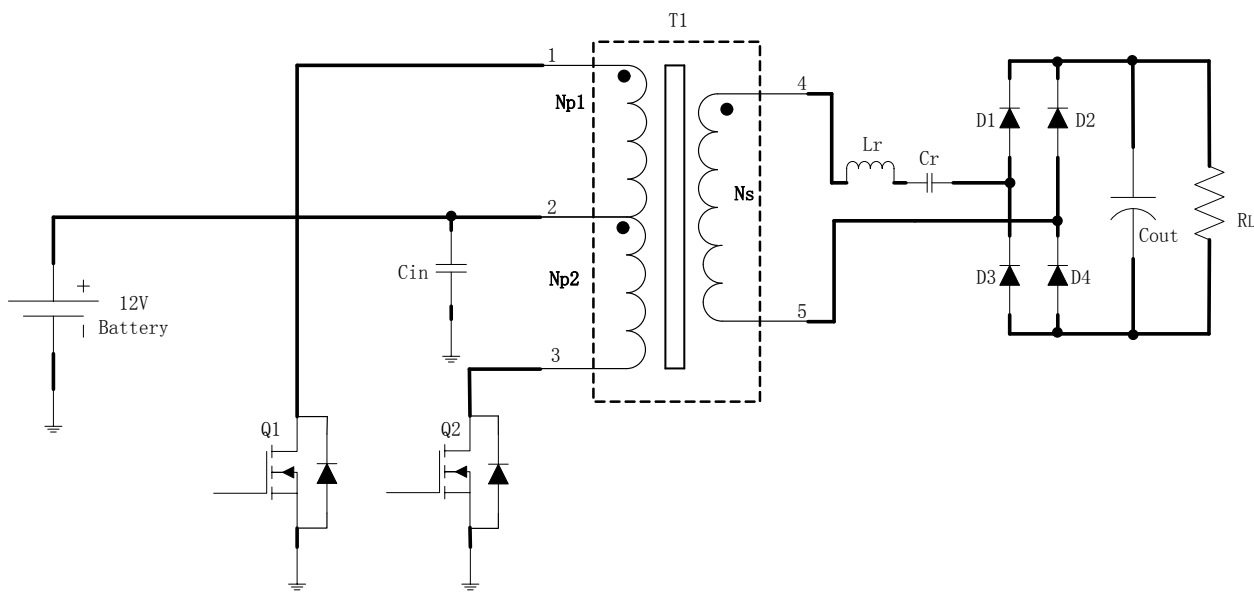 T1
1
Np1
4
D1
D2
Lr
Cr
2
Ns
RL
Cout
Cin
Np2
D3
D4
+
12V
Battery
5
3
Q1
Q2